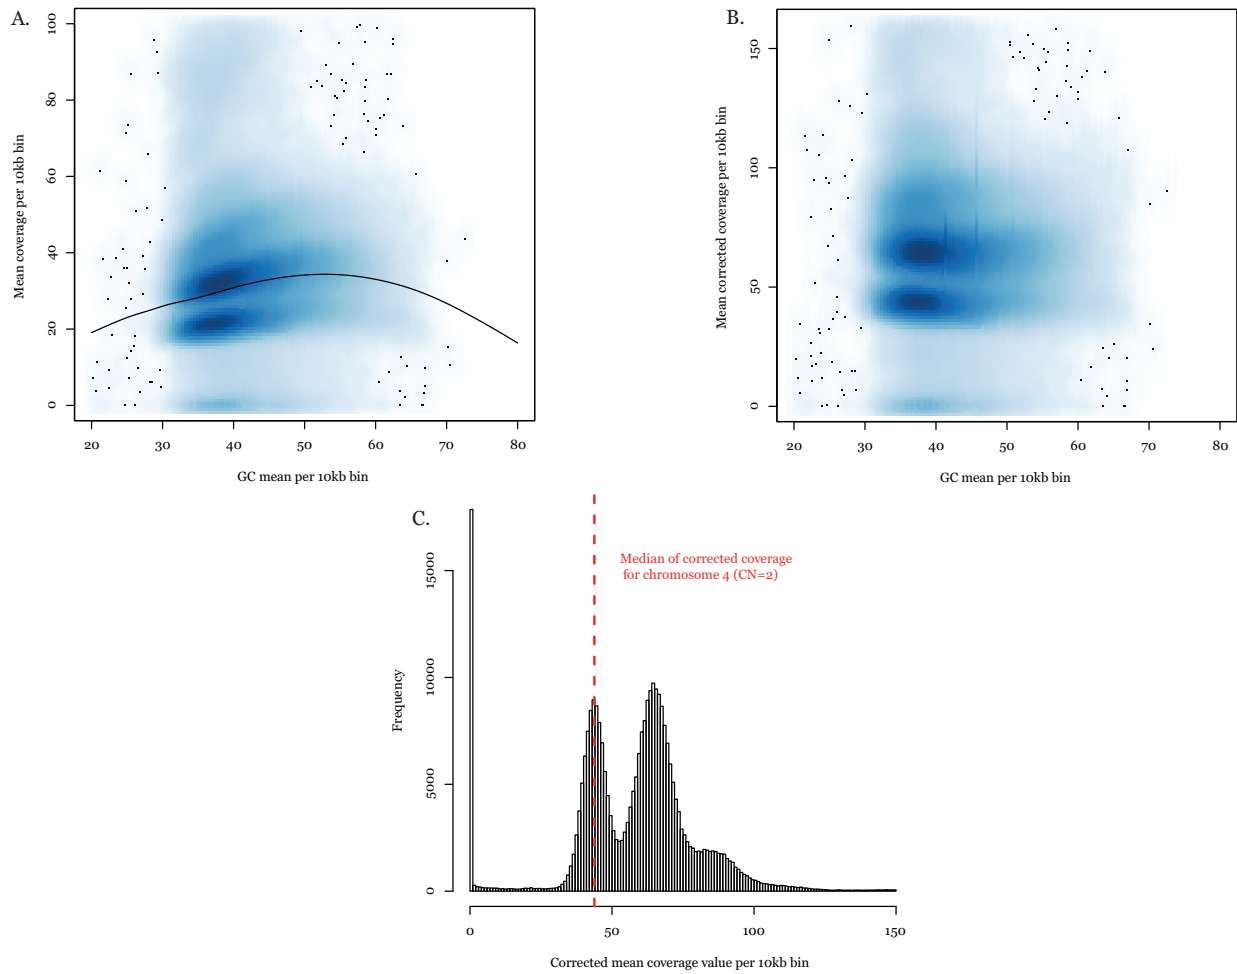 A.
Mean coverage per 10kb bin
100
80
60
40
20
0
20 30 40 50 60 70 80
GC mean per 10kb bin
B.
Mean corrected coverage per 10kb bin
150
100
50
0
20 30 40 50 60 70 80
GC mean per 10kb bin
C.
Median of corrected coverage
for chromosome 4 (CN=2)
Frequency
15000
10000
5000
0
0 50 100 150
Corrected mean coverage value per 10kb bin